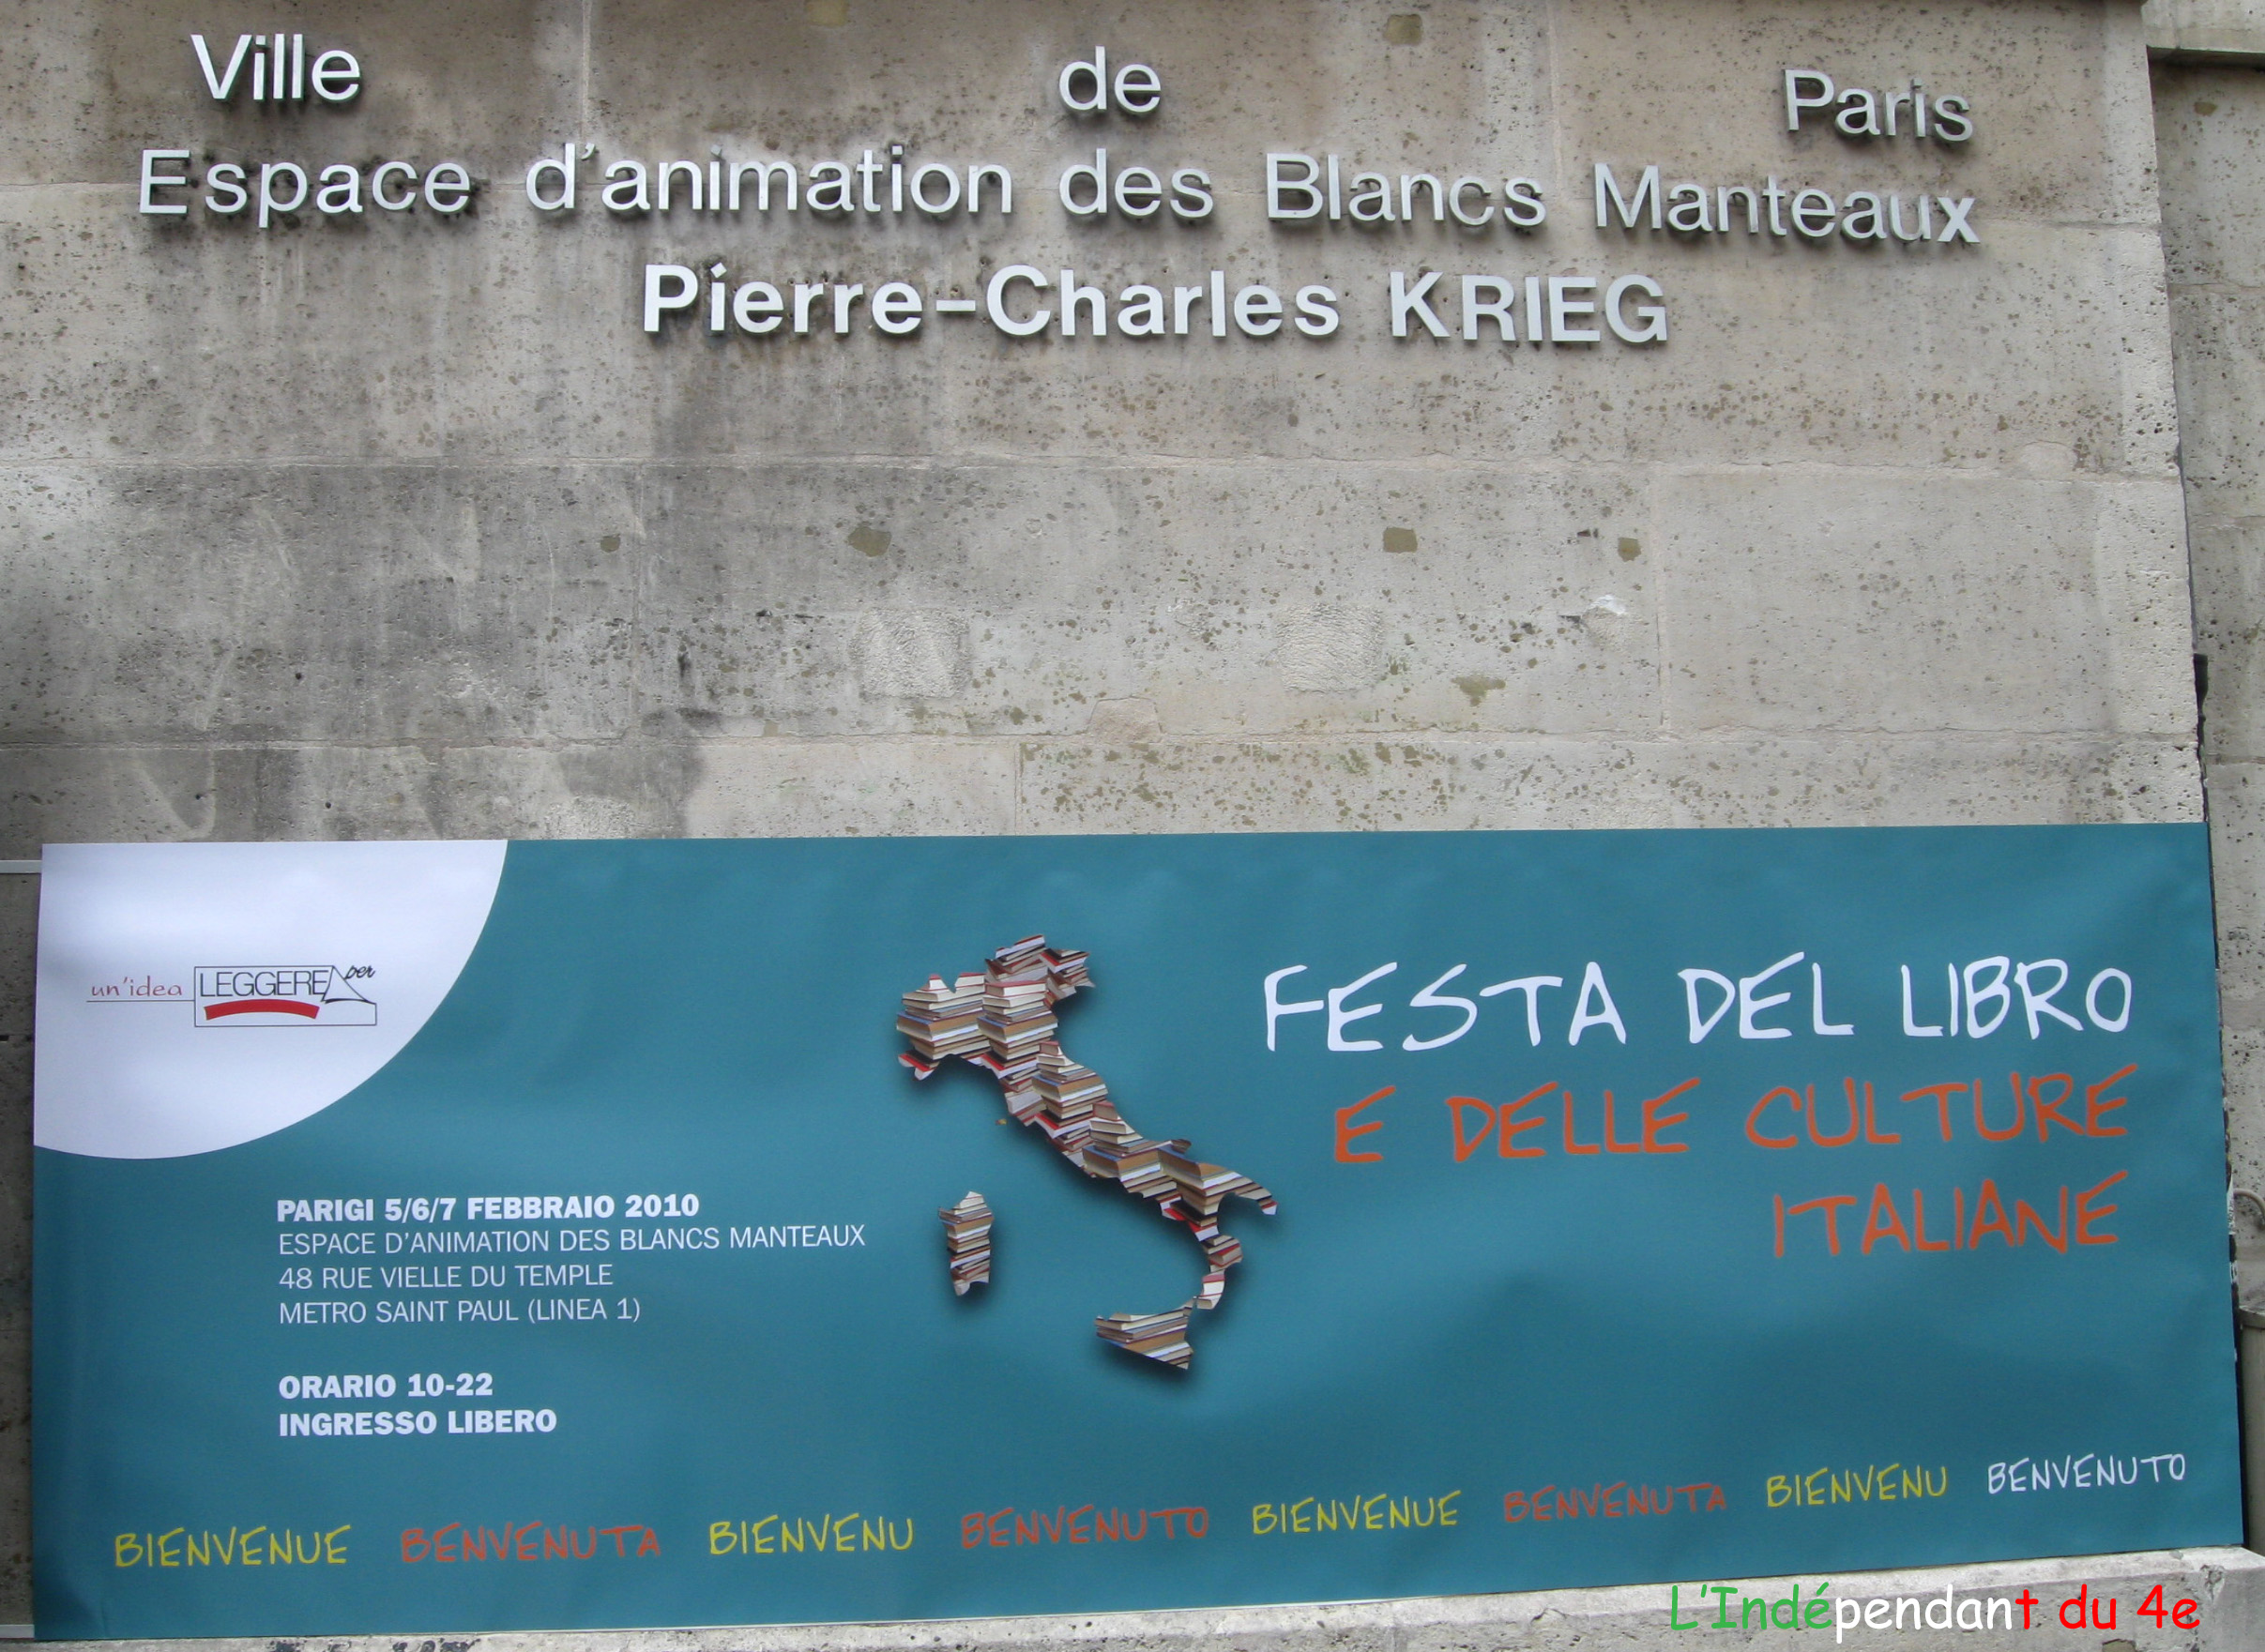 Ville de Paris
Espace d'animation des Blancs Manteaux
Pierre-Charles KRIEG
un'idea LEGGERE per
FESTA DEL LIBRO
E DELLE CULTURE
ITALIANE
PARIGI 5/6/7 FEBBRAIO 2010
ESPACE D'ANIMATION DES BLANCS MANTEAUX
48 RUE VIELLE DU TEMPLE
METRO SAINT PAUL (LINEA 1)
ORARIO 10-22
INGRESSO LIBERO
BIENVENUE BENVENUTA BIENVENU BENVENUTO BIENVENUE BENVENUTA BIENVENU BENVENUTO
L'Indépendant du 4e